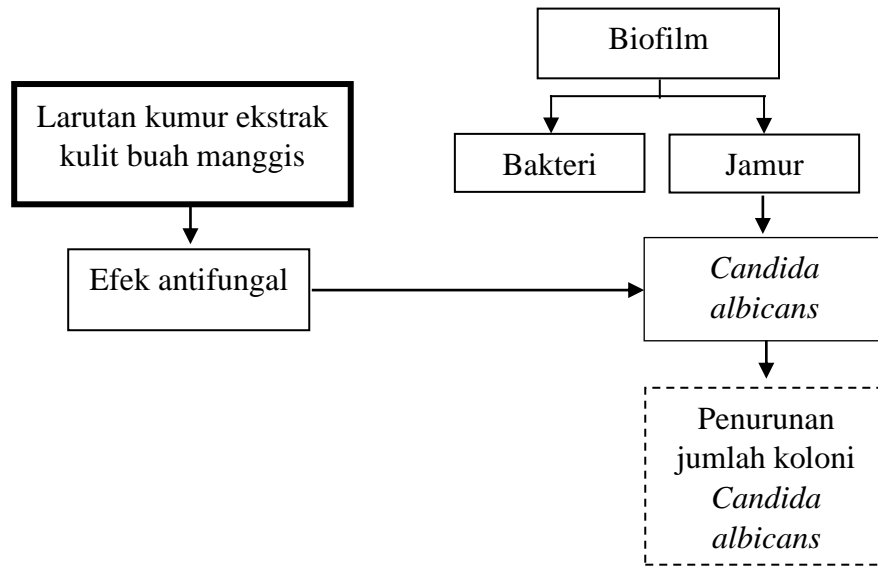 Biofilm
Larutan kumur ekstrak
kulit buah manggis
Bakteri
Jamur
Efek antifungal
Candida
albicans
Penurunan
jumlah koloni
Candida
albicans